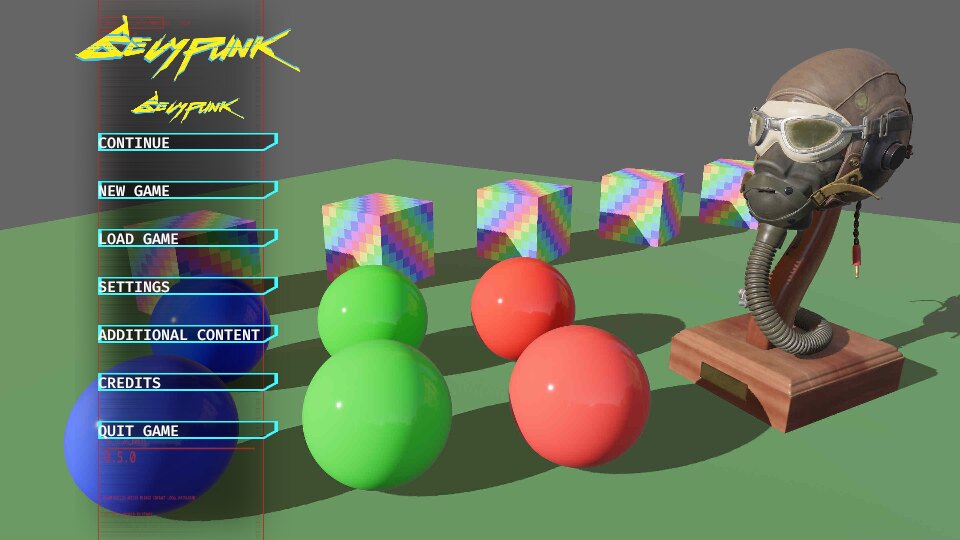 BEVYPUNK
BEVYPUNK
CONTINUE
NEW GAME
LOAD GAME
SETTINGS
ADDITIONAL CONTENT
CREDITS
QUIT GAME